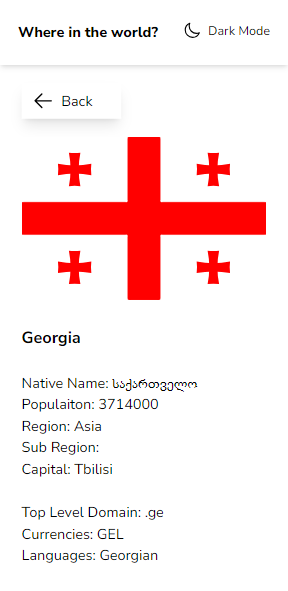 Where in the world?
Dark Mode
Back
Georgia
Native Name: საქართველო
Populaiton: 3714000
Region: Asia
Sub Region:
Capital: Tbilisi
Top Level Domain: .ge
Currencies: GEL
Languages: Georgian